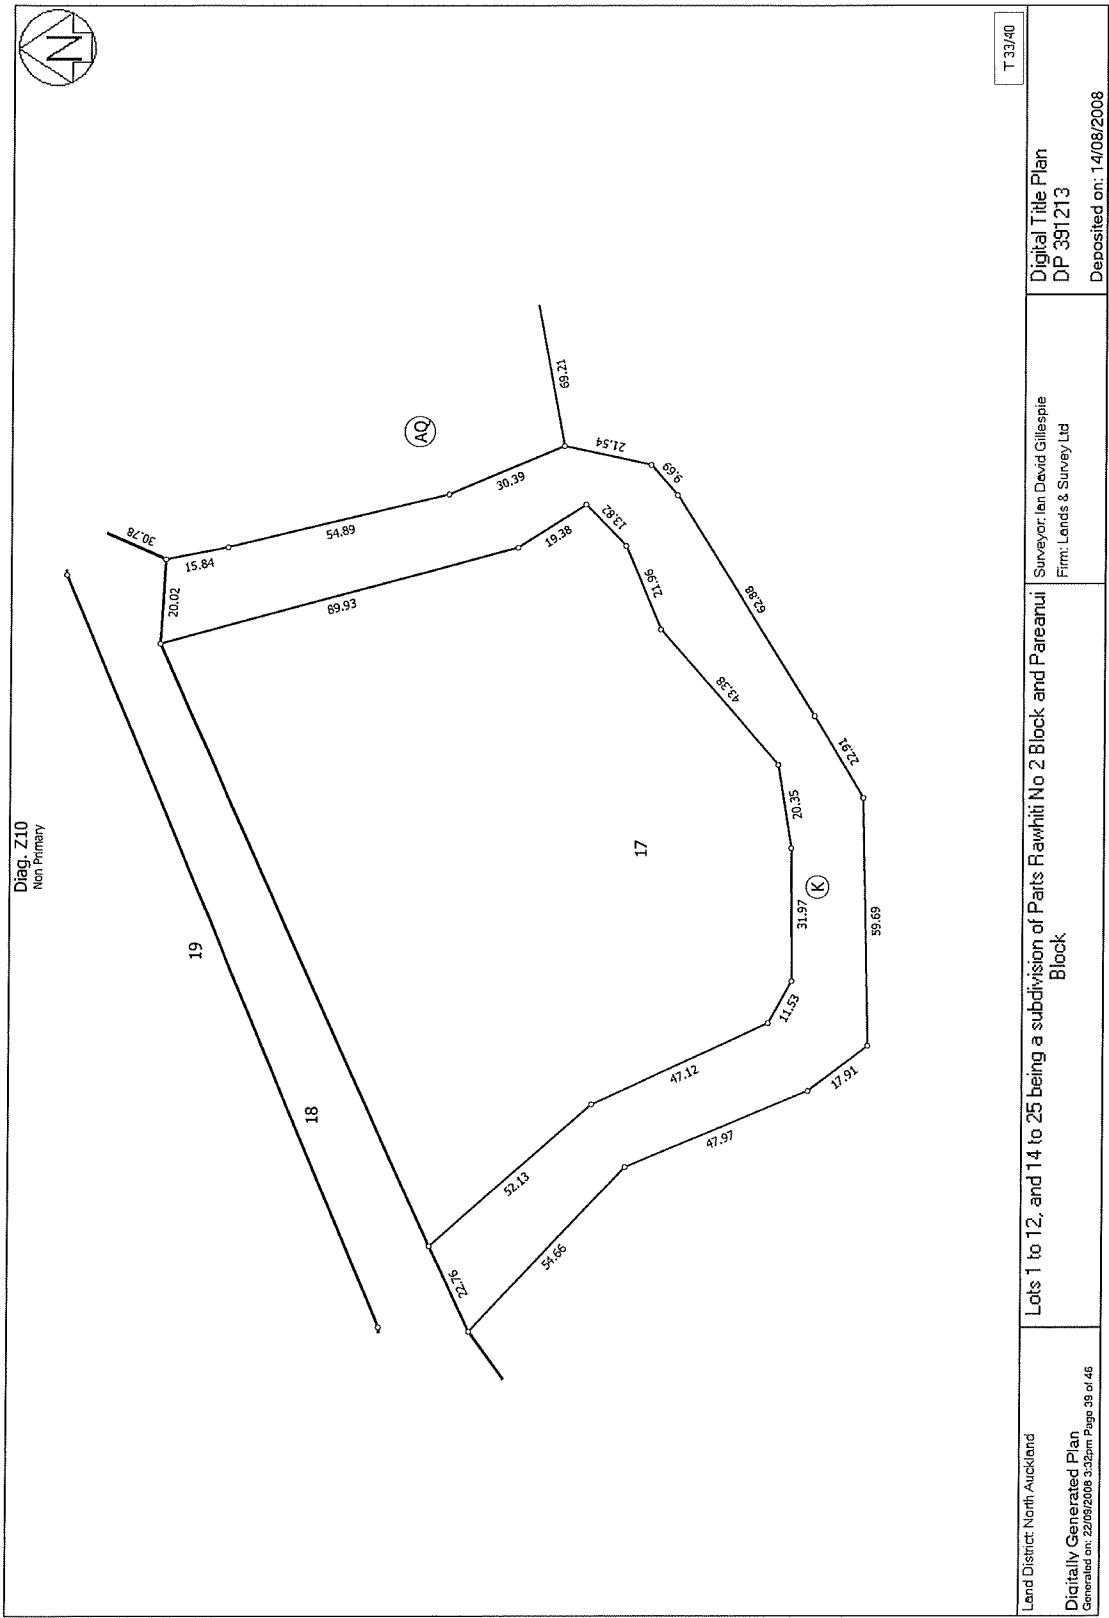 Diag. Z10
Non Primary
N
19
18
17
AQ
K
30.78
20.02
15.84
54.89
89.93
30.39
69.21
19.38
21.54
9.69
13.82
21.96
62.88
43.38
22.91
20.35
31.97
59.69
11.53
47.12
17.91
47.97
52.13
54.66
22.76
T 33/40
Land District: North Auckland
Digitally Generated Plan
Generated on: 22/09/2008 3:32pm Page 39 of 46
Lots 1 to 12, and 14 to 25 being a subdivision of Parts Rawhiti No 2 Block and Pareanui
Block
Surveyor: Ian David Gillespie
Firm: Lands & Survey Ltd
Digital Title Plan
DP 391213
Deposited on: 14/08/2008